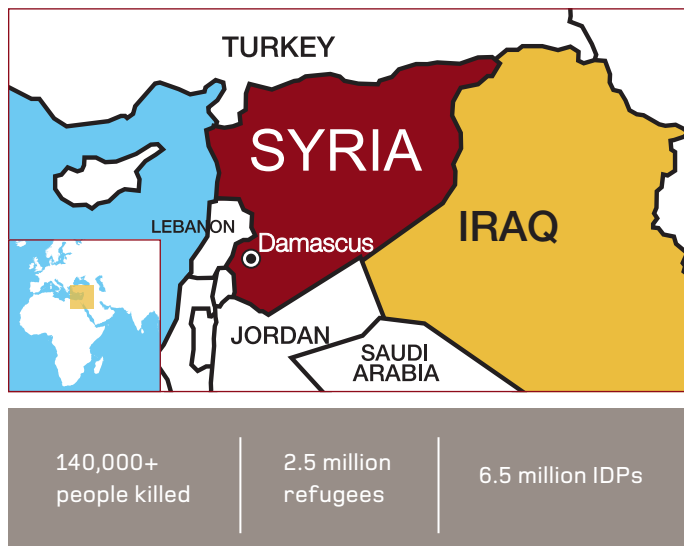 TURKEY
SYRIA
LEBANON
Damascus
IRAQ
JORDAN
SAUDI
ARABIA
140,000+
people killed
2.5 million
refugees
6.5 million IDPs